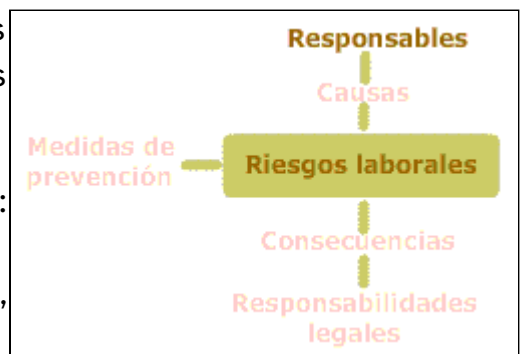 s
s
:
,
Responsables
Causas
Medidas de
prevención
Riesgos laborales
Consecuencias
Responsabilidades
legales